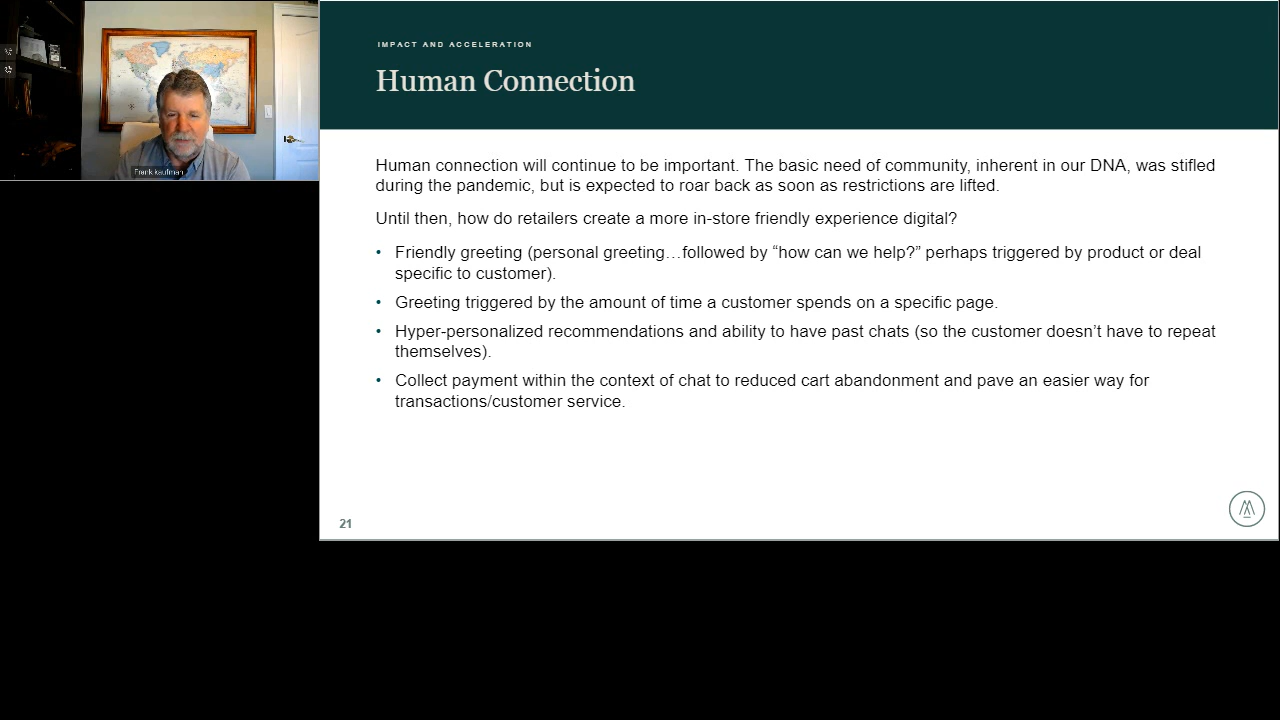 Frank kaufman
IMPACT AND ACCELERATION
Human Connection
Human connection will continue to be important. The basic need of community, inherent in our DNA, was stifled
during the pandemic, but is expected to roar back as soon as restrictions are lifted.
Until then, how do retailers create a more in-store friendly experience digital?
• Friendly greeting (personal greeting…followed by “how can we help?” perhaps triggered by product or deal
specific to customer).
• Greeting triggered by the amount of time a customer spends on a specific page.
• Hyper-personalized recommendations and ability to have past chats (so the customer doesn’t have to repeat
themselves).
• Collect payment within the context of chat to reduced cart abandonment and pave an easier way for
transactions/customer service.
21